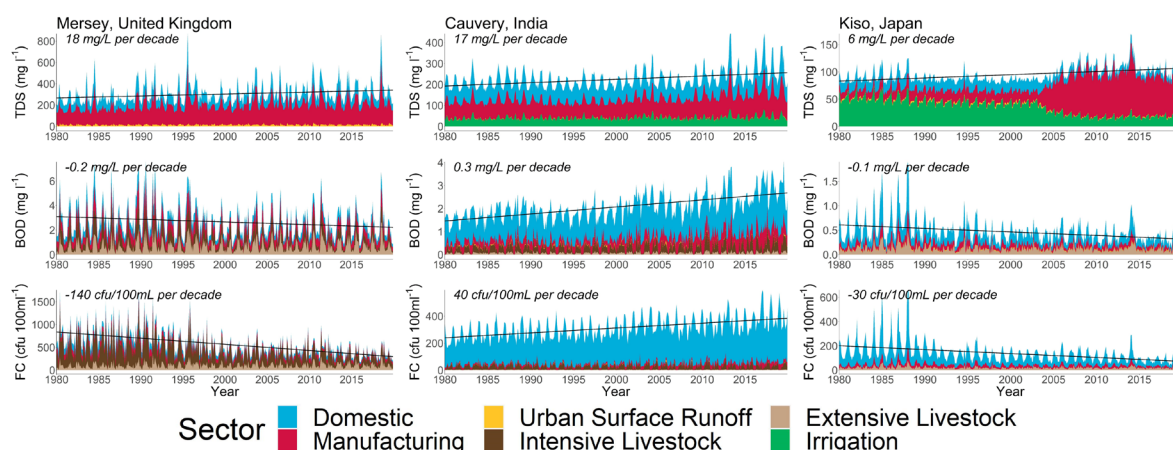 Mersey, United Kingdom
18 mg/L per decade
TDS (mg l⁻¹)
800
600
400
200
0
1980 1985 1990 1995 2000 2005 2010 2015
Cauvery, India
17 mg/L per decade
TDS (mg l⁻¹)
400
300
200
100
0
1980 1985 1990 1995 2000 2005 2010 2015
Kiso, Japan
6 mg/L per decade
TDS (mg l⁻¹)
150
100
50
0
1980 1985 1990 1995 2000 2005 2010 2015
-0.2 mg/L per decade
BOD (mg l⁻¹)
6
4
2
0
1980 1985 1990 1995 2000 2005 2010 2015
0.3 mg/L per decade
BOD (mg l⁻¹)
4
3
2
1
0
1980 1985 1990 1995 2000 2005 2010 2015
-0.1 mg/L per decade
BOD (mg l⁻¹)
1.5
1.0
0.5
0.0
1980 1985 1990 1995 2000 2005 2010 2015
-140 cfu/100mL per decade
FC (cfu 100ml⁻¹)
1500
1000
500
0
1980 1985 1990 1995 2000 2005 2010 2015
Year
40 cfu/100mL per decade
FC (cfu 100ml⁻¹)
600
400
200
0
1980 1985 1990 1995 2000 2005 2010 2015
Year
-30 cfu/100mL per decade
FC (cfu 100ml⁻¹)
600
400
200
0
1980 1985 1990 1995 2000 2005 2010 2015
Year
Sector
Domestic
Manufacturing
Urban Surface Runoff
Intensive Livestock
Extensive Livestock
Irrigation